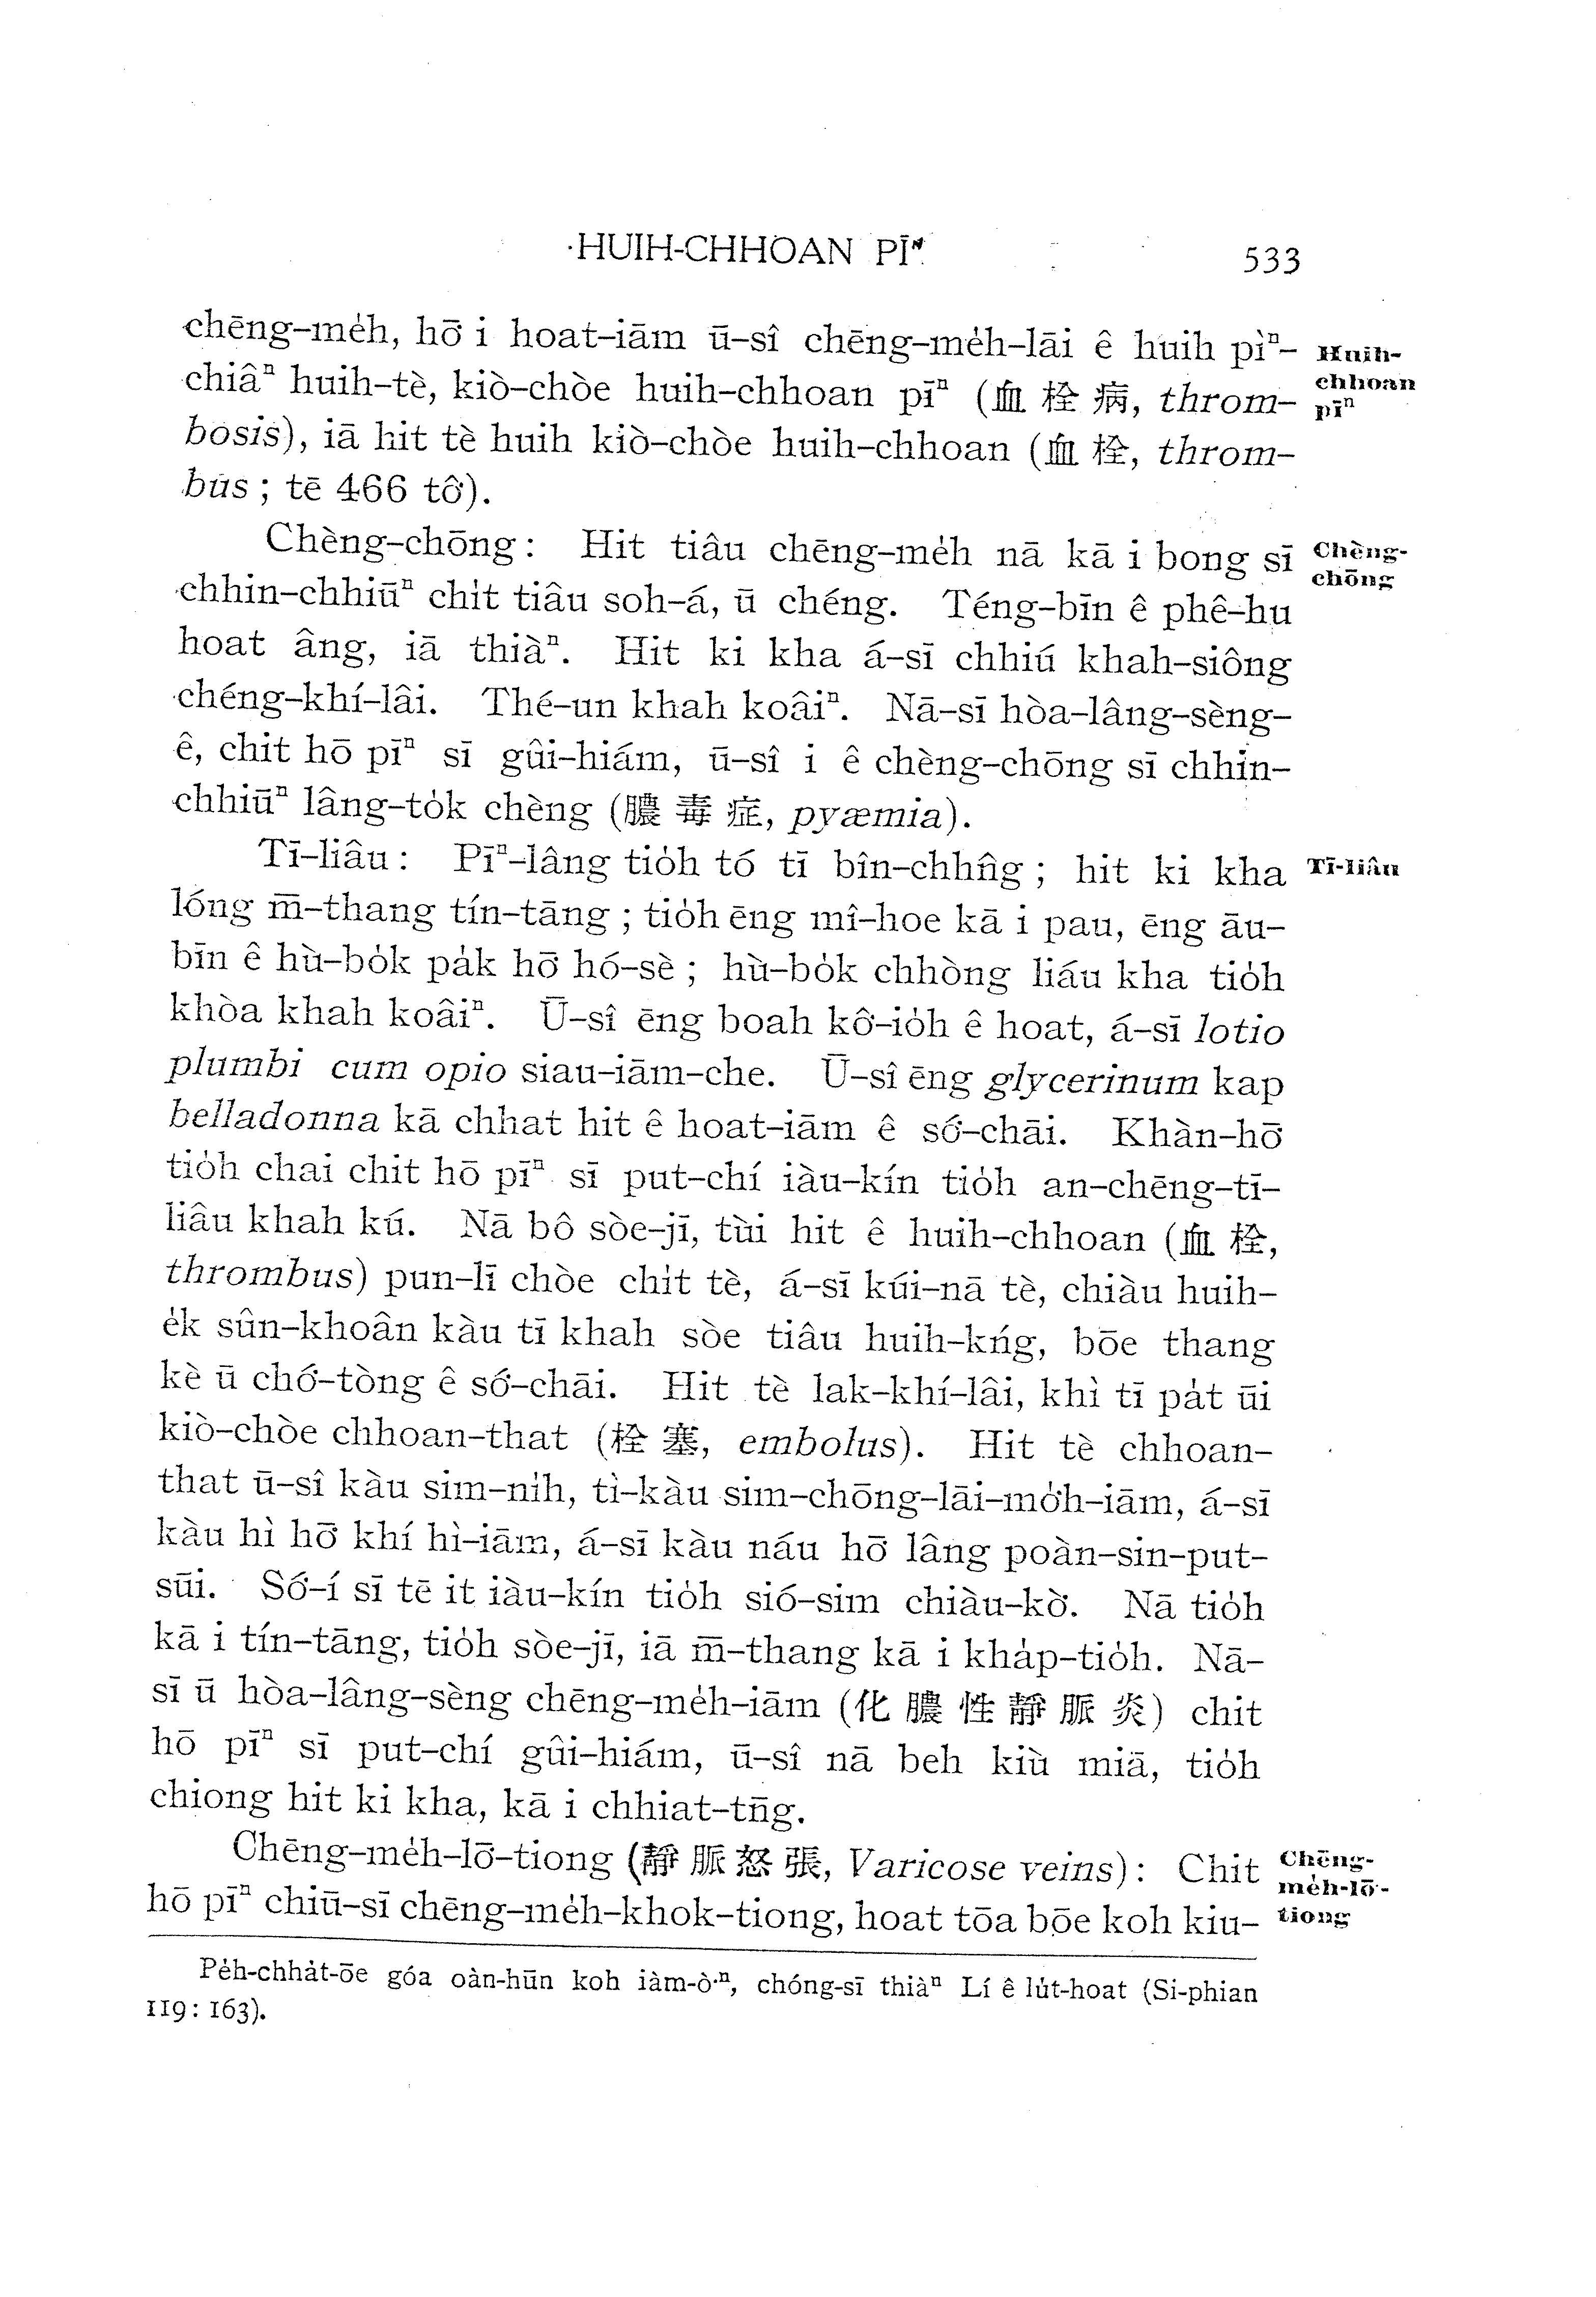 HUIH-CHHOAN PĪⁿ 533
chēng-me̍h, hō͘ i hoat-iām ū-sî chēng-me̍h-lāi ê huih pìⁿ-
chiâⁿ huih-tè, kiò-chòe huih-chhoan pīⁿ (血栓病, throm-
bosis), iā hit tè huih kiò-chòe huih-chhoan (血栓, throm-
bus; tē 466 tô͘).
Huih-
chhoan
pīⁿ
Chèng-chōng: Hit tiâu chēng-me̍h nā kā i bong sī
chhin-chhiūⁿ chi̍t tiâu soh-á, ū chéng. Téng-bīn ê phê-hu
hoat âng, iā thiàⁿ. Hit ki kha á-sī chhiú khah-siông
chéng-khí-lâi. Thé-un khah koâiⁿ. Nā-sī hòa-lâng-sèng-
ê, chit hō pīⁿ sī gûi-hiám, ū-sî i ê chèng-chōng sī chhin-
chhiūⁿ lâng-to̍k chèng (膿毒症, pyæmia).
Chèng-
chōng
Tī-liâu: Pīⁿ-lâng tio̍h tó tī bîn-chhn̂g; hit ki kha
lóng m̄-thang tín-tāng; tio̍h ēng mî-hoe kā i pau, ēng āu-
bīn ê hù-bo̍k pa̍k hō͘ hó-sè; hù-bo̍k chhòng liáu kha tio̍h
khòa khah koâiⁿ. Ū-sî ēng boah kô͘-io̍h ê hoat, á-sī lotio
plumbi cum opio siau-iām-che. Ū-sî ēng glycerinum kap
belladonna kā chhat hit ê hoat-iām ê só͘-chāi. Khàn-hō͘
tio̍h chai chit hō pīⁿ sī put-chí iàu-kín tio̍h an-chēng-tī-
liâu khah kú. Nā bô sòe-jī, tùi hit ê huih-chhoan (血栓,
thrombus) pun-lī chòe chi̍t tè, á-sī kúi-nā tè, chiàu huih-
e̍k sûn-khoân kàu tī khah sòe tiâu huih-kńg, bōe thang
kè ū chó͘-tòng ê só͘-chāi. Hit tè lak-khí-lâi, khì tī pa̍t ūi
kiò-chòe chhoan-that (栓塞, embolus). Hit tè chhoan-
that ū-sî kàu sim-nih, tì-kàu sim-chōng-lāi-mo̍͘h-iām, á-sī
kàu hì hō͘ khí hì-iām, á-sī kàu náu hō͘ lâng poàn-sin-put-
sūi. Só͘-í sī tē it iàu-kín tio̍h sió-sim chiàu-kò͘. Nā tio̍h
kā i tín-tāng, tio̍h sòe-jī, iā m̄-thang kā i kha̍p-tio̍h. Nā-
sī ū hòa-lâng-sèng chēng-me̍h-iām (化膿性靜脈炎) chit
hō pīⁿ sī put-chí gûi-hiám, ū-sî nā beh kiù miā, tio̍h
chiong hit ki kha, kā i chhiat-tn̄g.
Tī-liâu
Chēng-me̍h-lō͘-tiong (靜脈怒張, Varicose veins): Chit
hō pīⁿ chiū-sī chēng-me̍h-khok-tiong, hoat tōa bōe koh kiu-
Chēng-
me̍h-lō͘-
tiong
Pe̍h-chha̍t-ōe góa oàn-hūn koh iàm-ò͘ⁿ, chóng-sī thiàⁿ Lí ê lu̍t-hoat (Si-phian
119: 163).